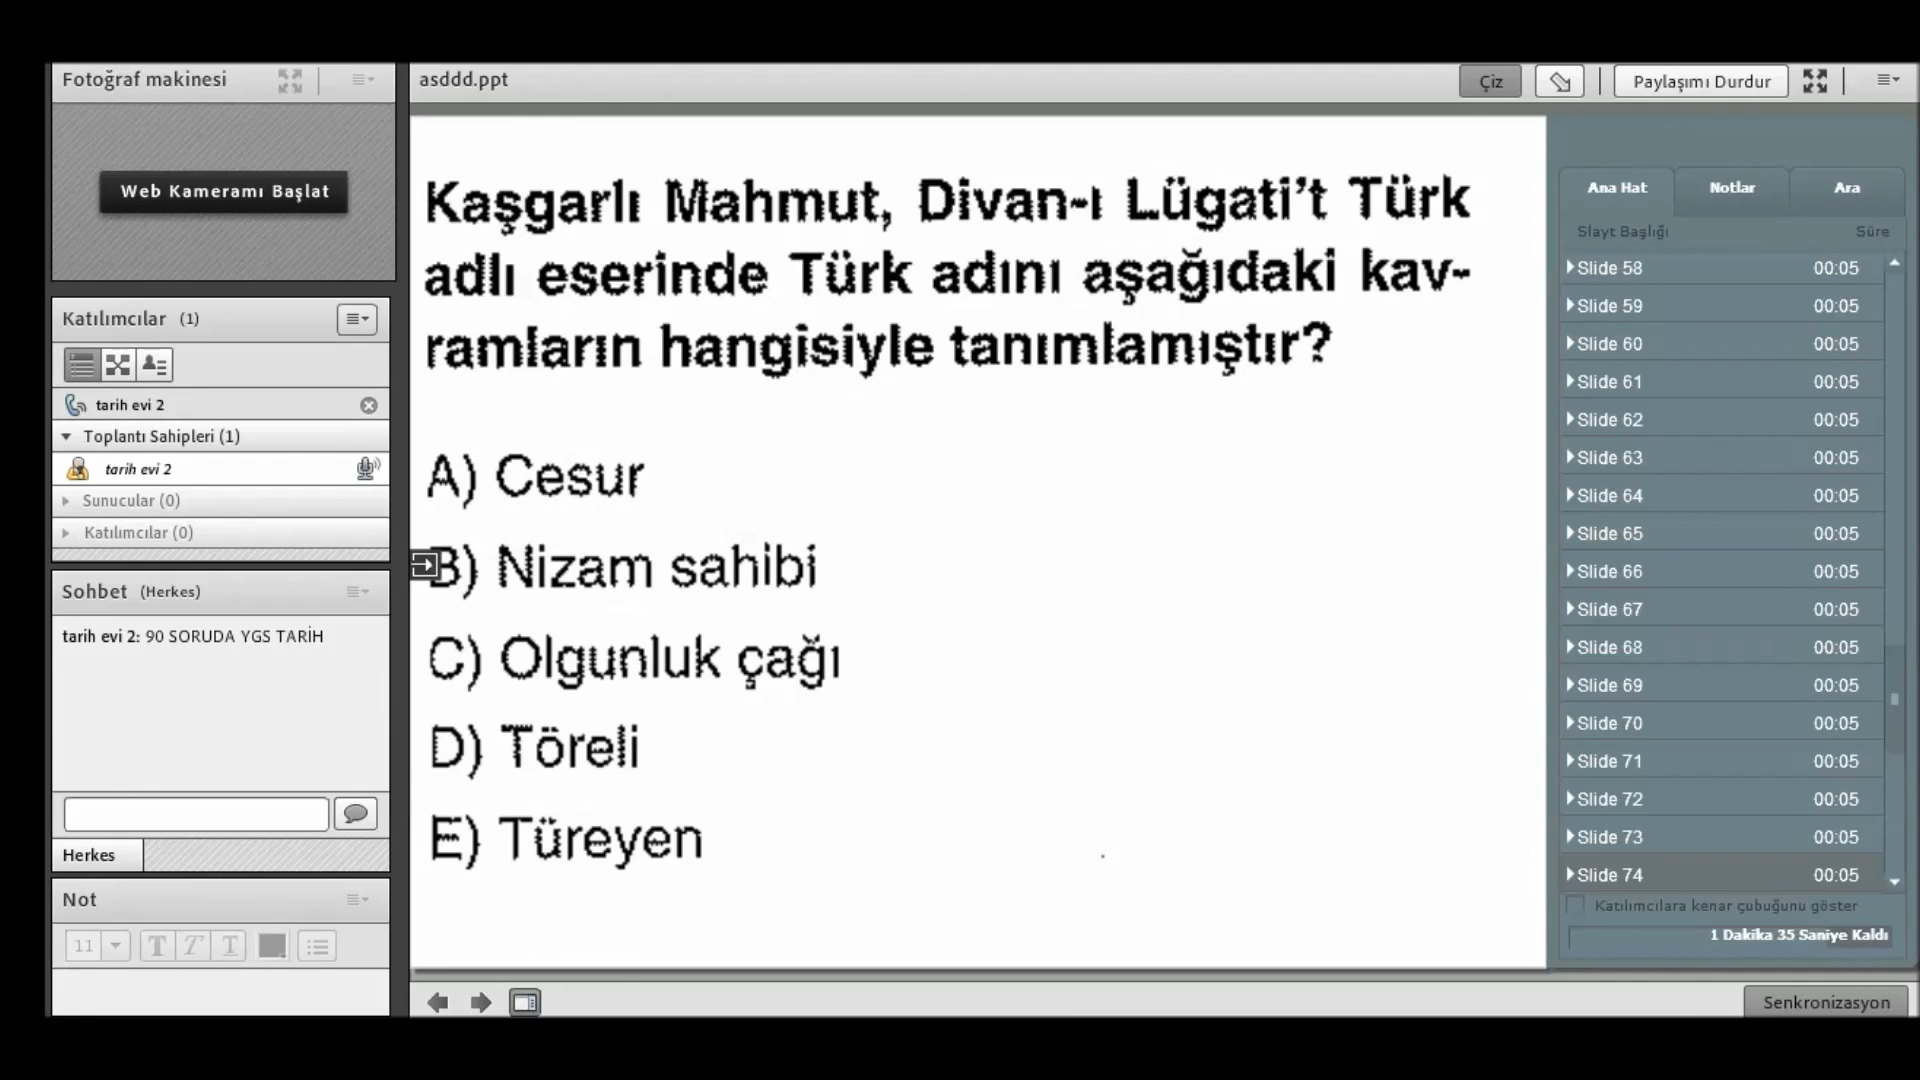 Fotoğraf makinesi
Web Kameramı Başlat
Katılımcılar (1)
tarih evi 2
Toplantı Sahipleri (1)
tarih evi 2
Sunucular (0)
Katılımcılar (0)
Sohbet (Herkes)
tarih evi 2: 90 SORUDA YGS TARİH
Herkes
Not
11
T T T
asddd.ppt
Çiz
Paylaşımı Durdur
Kaşgarlı Mahmut, Divan-ı Lügati’t Türk
adlı eserinde Türk adını aşağıdaki kav-
ramların hangisiyle tanımlamıştır?
A) Cesur
B) Nizam sahibi
C) Olgunluk çağı
D) Töreli
E) Türeyen
Ana Hat Notlar Ara
Slayt Başlığı Süre
Slide 58 00:05
Slide 59 00:05
Slide 60 00:05
Slide 61 00:05
Slide 62 00:05
Slide 63 00:05
Slide 64 00:05
Slide 65 00:05
Slide 66 00:05
Slide 67 00:05
Slide 68 00:05
Slide 69 00:05
Slide 70 00:05
Slide 71 00:05
Slide 72 00:05
Slide 73 00:05
Slide 74 00:05
Katılımcılara kenar çubuğunu göster
1 Dakika 35 Saniye Kaldı
Senkronizasyon